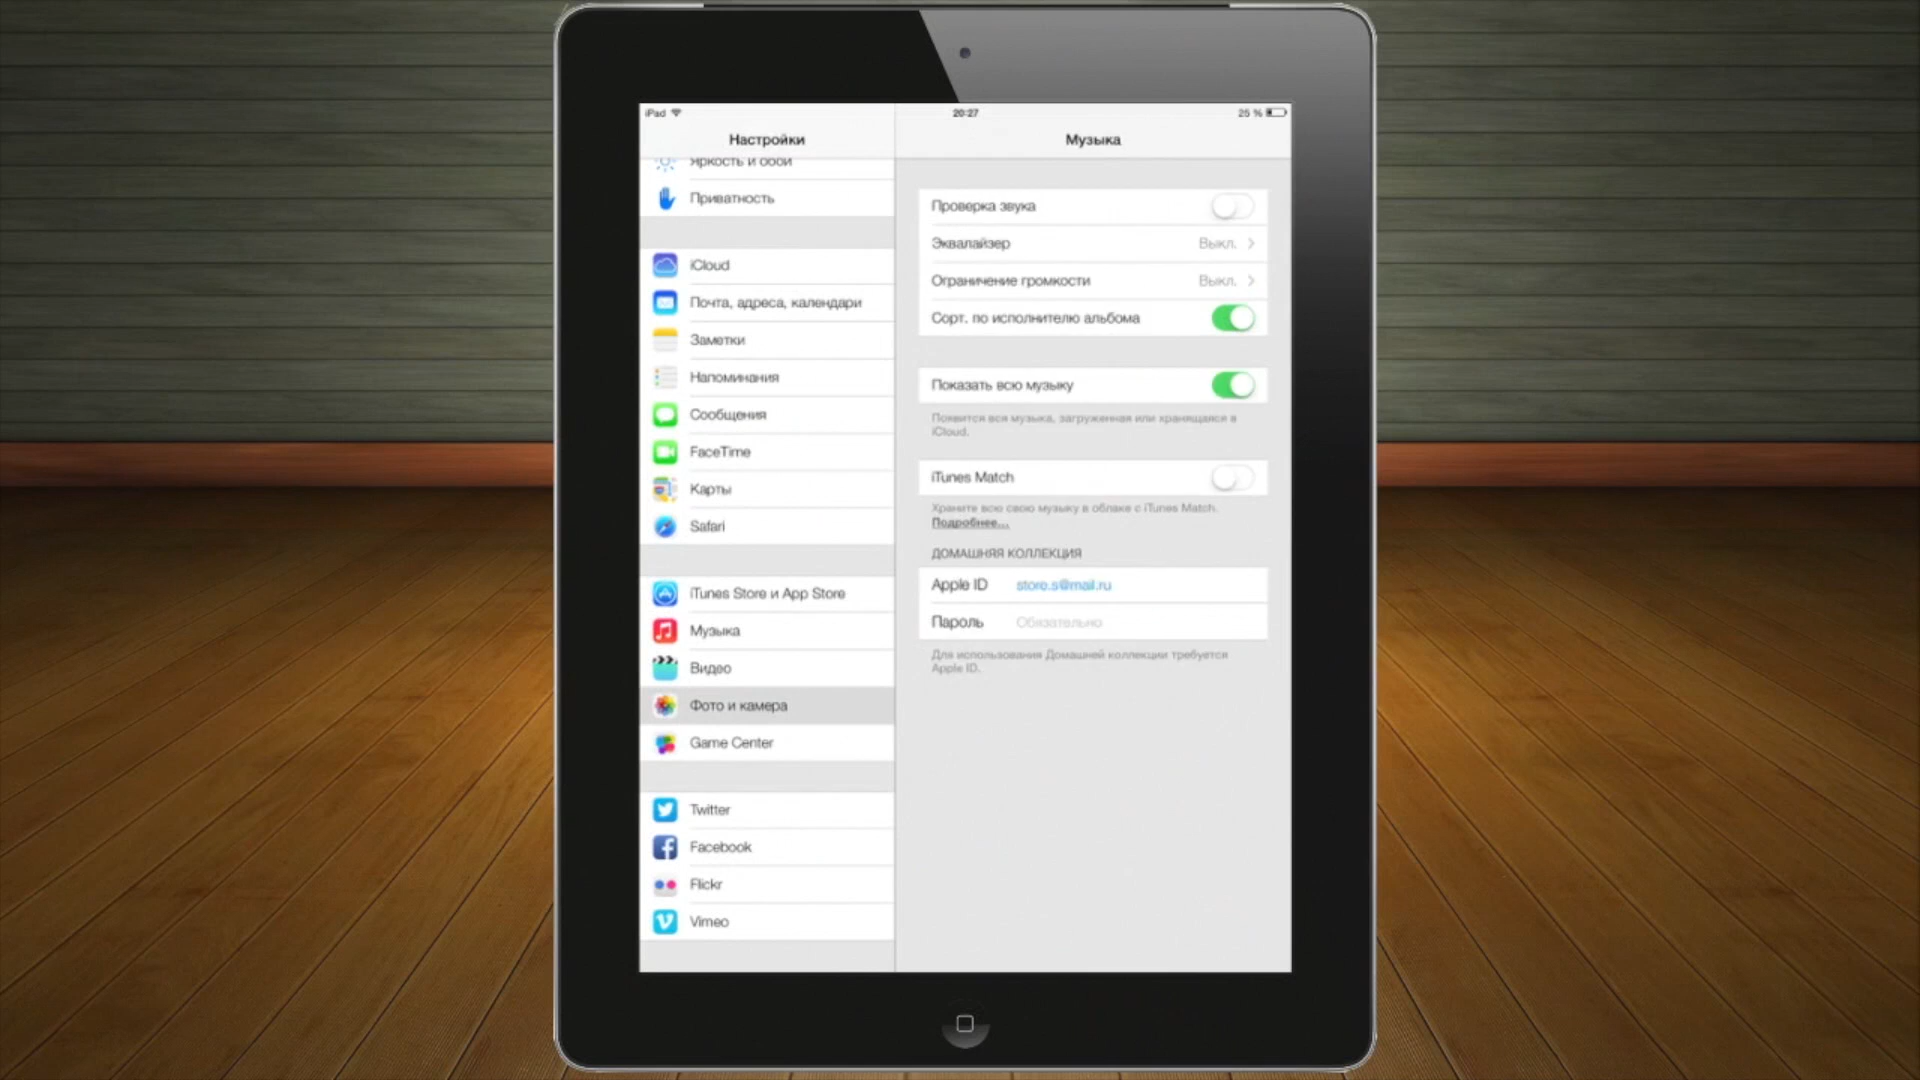 iPad
20:27
25 %
Настройки
Музыка
Яркость и обои
Приватность
iCloud
Почта, адреса, календари
Заметки
Напоминания
Сообщения
FaceTime
Карты
Safari
iTunes Store и App Store
Музыка
Видео
Фото и камера
Game Center
Twitter
Facebook
Flickr
Vimeo
Проверка звука
Эквалайзер Выкл.
Ограничение громкости Выкл.
Сорт. по исполнителю альбома
Показать всю музыку
Появится вся музыка, загруженная или хранящаяся в
iCloud.
iTunes Match
Храните всю свою музыку в облаке с iTunes Match.
Подробнее...
ДОМАШНЯЯ КОЛЛЕКЦИЯ
Apple ID store.s@mail.ru
Пароль Обязательно
Для использования Домашней коллекции требуется
Apple ID.